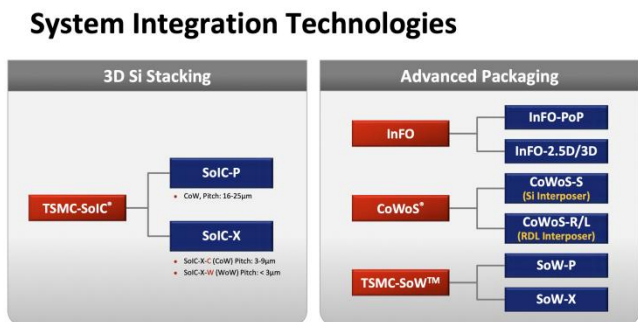 System Integration Technologies
3D Si Stacking
TSMC-SoIC®
SoIC-P
• CoW, Pitch: 16-25μm
SoIC-X
• SoIC-X-C (CoW) Pitch: 3-9μm
• SoIC-X-W (WoW) Pitch: < 3μm
Advanced Packaging
InFO
InFO-PoP
InFO-2.5D/3D
CoWoS®
CoWoS-S
(Si Interposer)
CoWoS-R/L
(RDL Interposer)
TSMC-SoW™
SoW-P
SoW-X